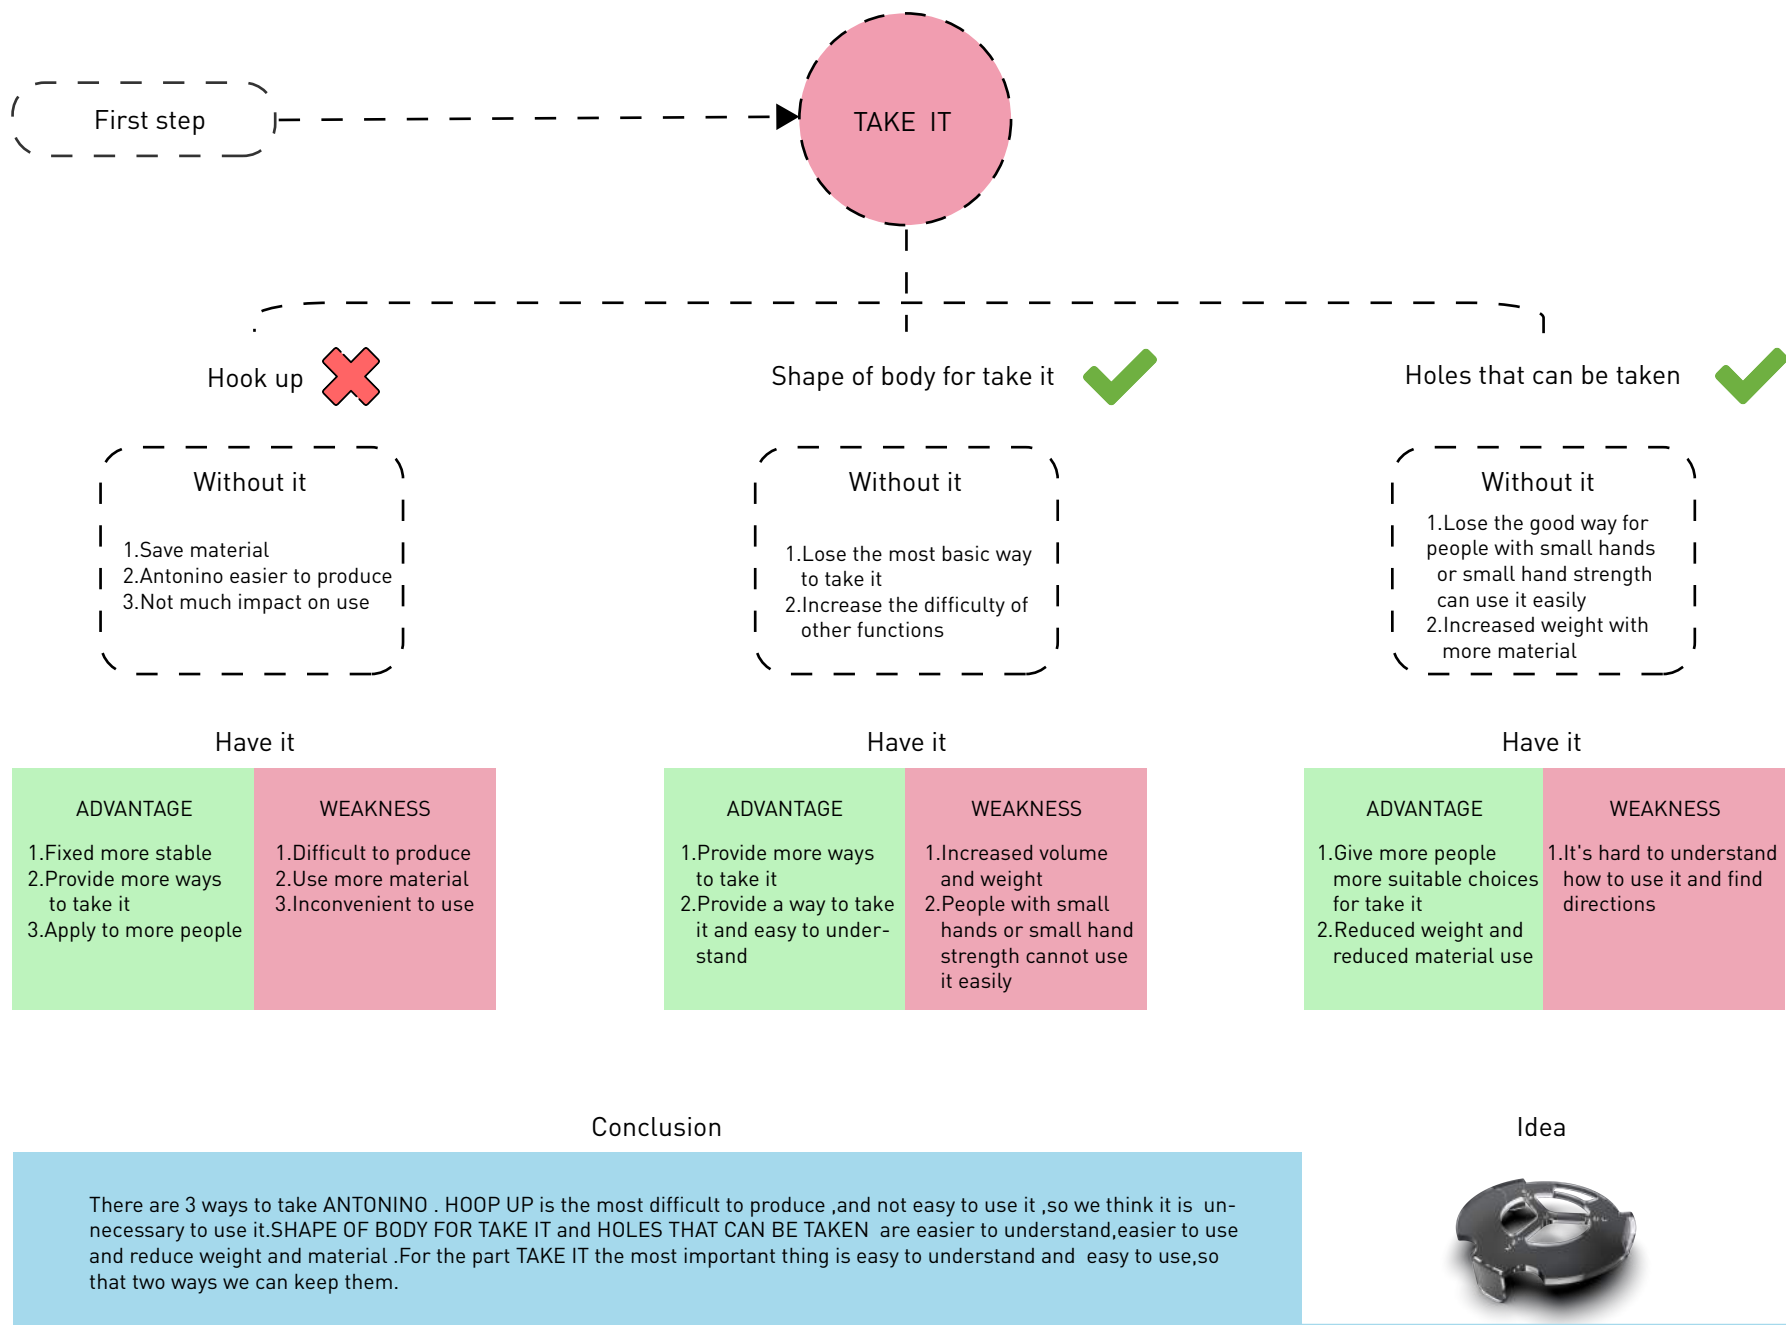 First step
TAKE IT
Hook up
Shape of body for take it
Holes that can be taken
Without it
1.Save material
2.Antonino easier to produce
3.Not much impact on use
Without it
1.Lose the most basic way
to take it
2.Increase the difficulty of
other functions
Without it
1.Lose the good way for
people with small hands
or small hand strength
can use it easily
2.Increased weight with
more material
Have it
ADVANTAGE
1.Fixed more stable
2.Provide more ways
to take it
3.Apply to more people
WEAKNESS
1.Difficult to produce
2.Use more material
3.Inconvenient to use
Have it
ADVANTAGE
1.Provide more ways
to take it
2.Provide a way to take
it and easy to under-
stand
WEAKNESS
1.Increased volume
and weight
2.People with small
hands or small hand
strength cannot use
it easily
Have it
ADVANTAGE
1.Give more people
more suitable choices
for take it
2.Reduced weight and
reduced material use
WEAKNESS
1.It's hard to understand
how to use it and find
directions
Conclusion
There are 3 ways to take ANTONINO . HOOP UP is the most difficult to produce ,and not easy to use it ,so we think it is un-
necessary to use it.SHAPE OF BODY FOR TAKE IT and HOLES THAT CAN BE TAKEN are easier to understand,easier to use
and reduce weight and material .For the part TAKE IT the most important thing is easy to understand and easy to use,so
that two ways we can keep them.
Idea